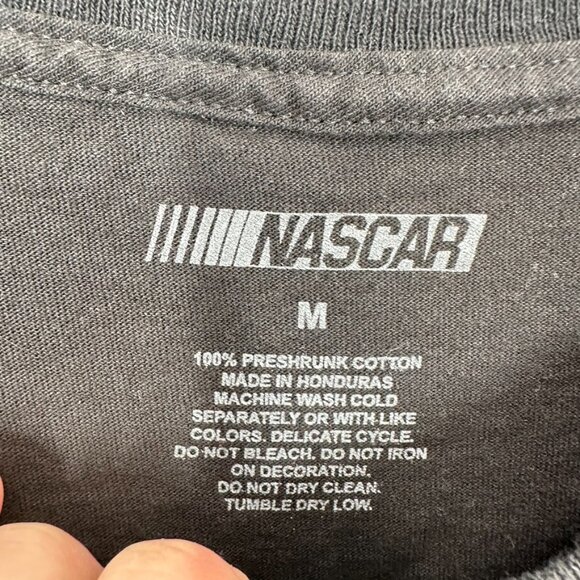 NASCAR
M
100% PRESHRUNK COTTON
MADE IN HONDURAS
MACHINE WASH COLD
SEPARATELY OR WITH LIKE
COLORS. DELICATE CYCLE.
DO NOT BLEACH. DO NOT IRON
ON DECORATION.
DO NOT DRY CLEAN.
TUMBLE DRY LOW.